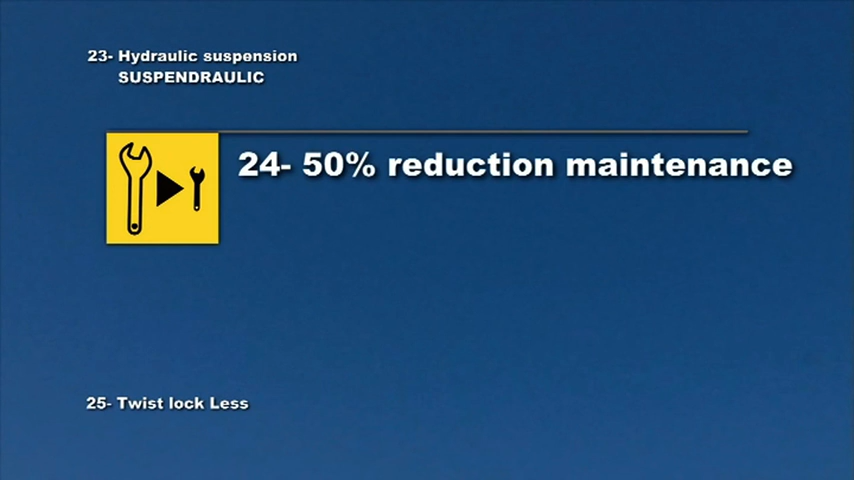 23- Hydraulic suspension
SUSPENDRAULIC
24- 50% reduction maintenance
25- Twist lock Less